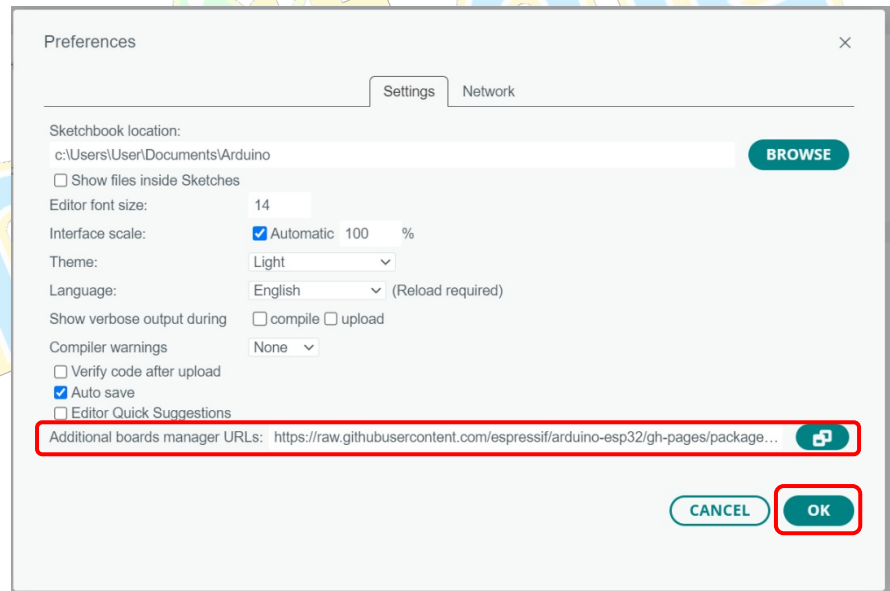 Preferences
Settings Network
Sketchbook location:
c:\Users\User\Documents\Arduino BROWSE
Show files inside Sketches
Editor font size: 14
Interface scale: Automatic 100 %
Theme: Light
Language: English (Reload required)
Show verbose output during compile upload
Compiler warnings None
Verify code after upload
Auto save
Editor Quick Suggestions
Additional boards manager URLs: https://raw.githubusercontent.com/espressif/arduino-esp32/gh-pages/package...
CANCEL OK